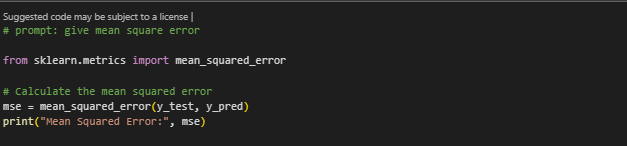 Suggested code may be subject to a license |
# prompt: give mean square error
from sklearn.metrics import mean_squared_error
# Calculate the mean squared error
mse = mean_squared_error(y_test, y_pred)
print("Mean Squared Error:", mse)